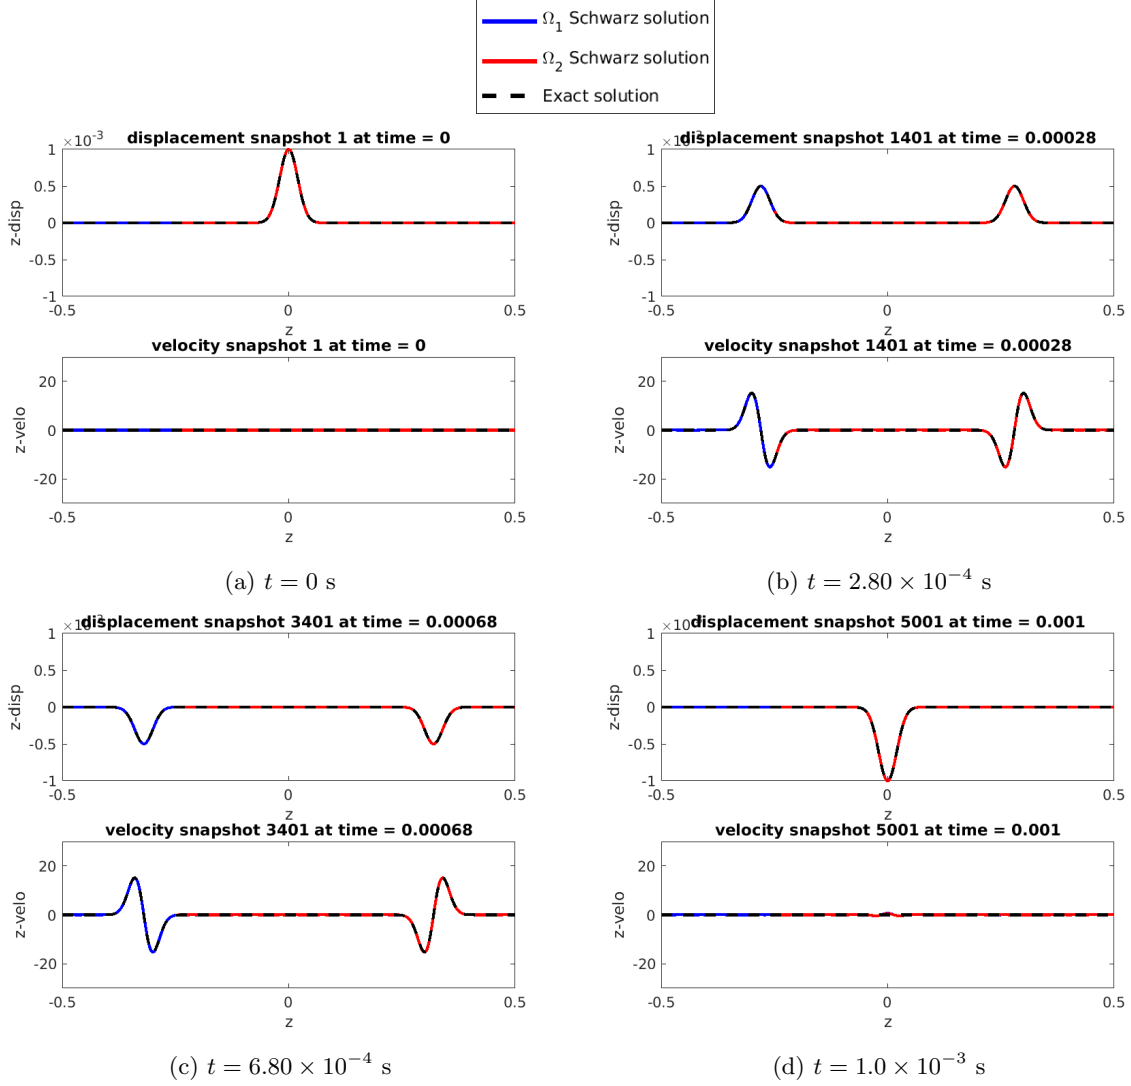 Ω1 Schwarz solution
Ω2 Schwarz solution
Exact solution
×10-3
displacement snapshot 1 at time = 0
1
0.5
0
-0.5
-1
z-disp
-0.5 0 0.5
z
velocity snapshot 1 at time = 0
20
0
-20
z-velo
-0.5 0 0.5
z
(a) t = 0 s
displacement snapshot 1401 at time = 0.00028
1
×10
0.5
0
-0.5
-1
z-disp
-0.5 0 0.5
z
velocity snapshot 1401 at time = 0.00028
20
0
-20
z-velo
-0.5 0 0.5
z
(b) t = 2.80 × 10−4 s
displacement snapshot 3401 at time = 0.00068
1
×10
0.5
0
-0.5
-1
z-disp
-0.5 0 0.5
z
velocity snapshot 3401 at time = 0.00068
20
0
-20
z-velo
-0.5 0 0.5
z
(c) t = 6.80 × 10−4 s
displacement snapshot 5001 at time = 0.001
1
×10
0.5
0
-0.5
-1
z-disp
-0.5 0 0.5
z
velocity snapshot 5001 at time = 0.001
20
0
-20
z-velo
-0.5 0 0.5
z
(d) t = 1.0 × 10−3 s